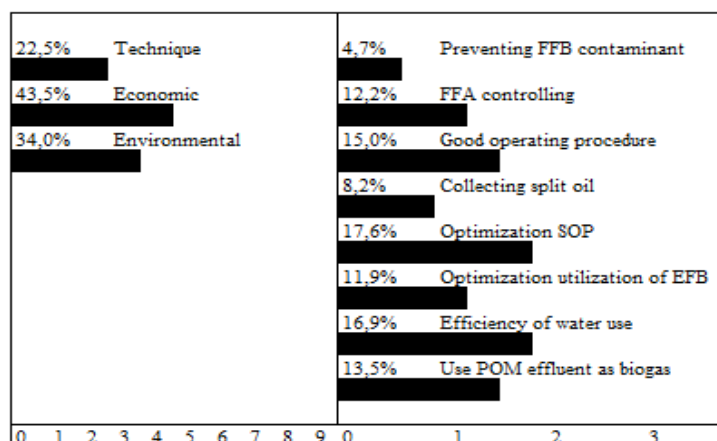 22,5% Technique
43,5% Economic
34,0% Environmental
0 1 2 3 4 5 6 7 8 9
4,7% Preventing FFB contaminant
12,2% FFA controlling
15,0% Good operating procedure
8,2% Collecting split oil
17,6% Optimization SOP
11,9% Optimization utilization of EFB
16,9% Efficiency of water use
13,5% Use POM effluent as biogas
0 1 2 3